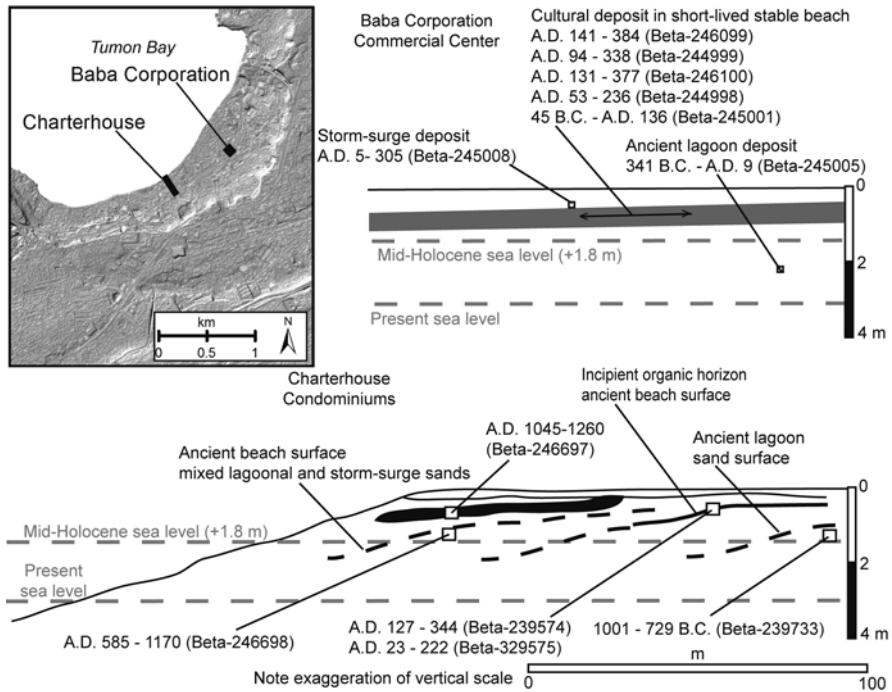 Tumon Bay
Baba Corporation
Charterhouse
km
0 0.5 1
N
Baba Corporation
Commercial Center
Cultural deposit in short-lived stable beach
A.D. 141 - 384 (Beta-246099)
A.D. 94 - 338 (Beta-244999)
A.D. 131 - 377 (Beta-246100)
A.D. 53 - 236 (Beta-244998)
45 B.C. - A.D. 136 (Beta-245001)
Storm-surge deposit
A.D. 5- 305 (Beta-245008)
Ancient lagoon deposit
341 B.C. - A.D. 9 (Beta-245005)
0
Mid-Holocene sea level (+1.8 m)
2
Present sea level
4 m
Charterhouse
Condominiums
Incipient organic horizon
ancient beach surface
A.D. 1045-1260
(Beta-246697)
Ancient beach surface
mixed lagoonal and storm-surge sands
Ancient lagoon
sand surface
0
Mid-Holocene sea level (+1.8 m)
2
Present
sea level
4 m
A.D. 585 - 1170 (Beta-246698)
A.D. 127 - 344 (Beta-239574)
A.D. 23 - 222 (Beta-329575)
1001 - 729 B.C. (Beta-239733)
m
Note exaggeration of vertical scale
0 100